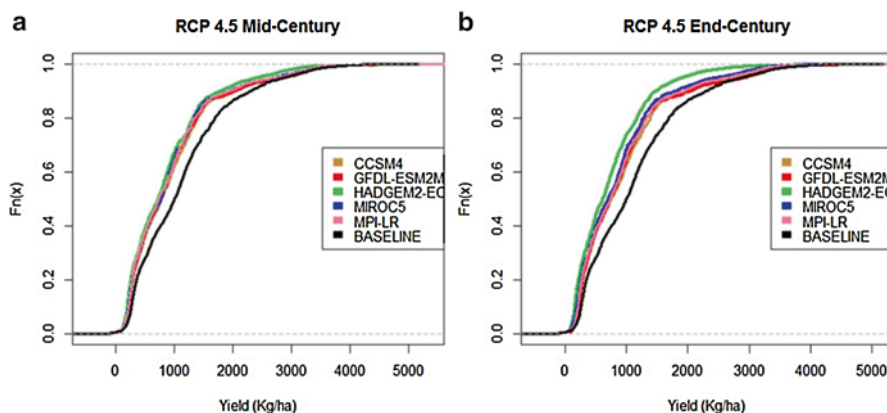 a
RCP 4.5 Mid-Century
Fn(x)
1.0
0.8
0.6
0.4
0.2
0.0
CCSM4
GFDL-ESM2M
HADGEM2-EC
MIROC5
MPI-LR
BASELINE
0 1000 2000 3000 4000 5000
Yield (Kg/ha)
b
RCP 4.5 End-Century
Fn(x)
1.0
0.8
0.6
0.4
0.2
0.0
CCSM4
GFDL-ESM2M
HADGEM2-EC
MIROC5
MPI-LR
BASELINE
0 1000 2000 3000 4000 5000
Yield (Kg/ha)